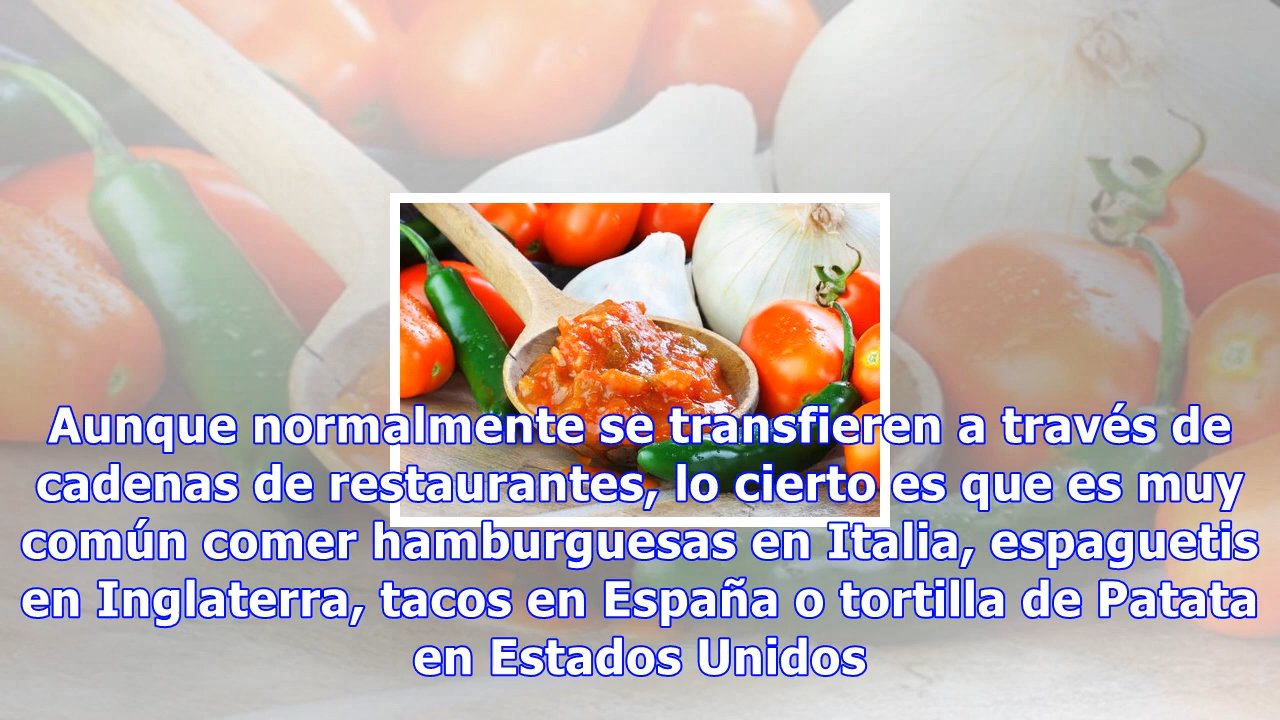 Aunque normalmente se transfieren a través de
cadenas de restaurantes, lo cierto es que es muy
común comer hamburguesas en Italia, espaguetis
en Inglaterra, tacos en España o tortilla de Patata
en Estados Unidos